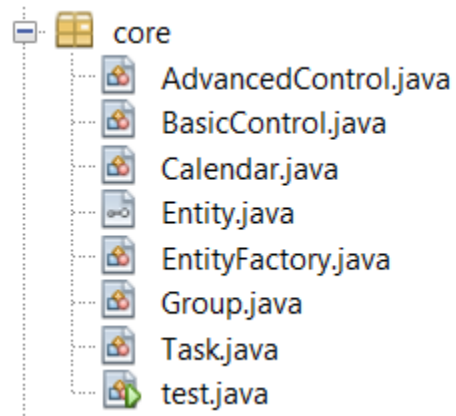 core
AdvancedControl.java
BasicControl.java
Calendar.java
Entity.java
EntityFactory.java
Group.java
Task.java
test.java